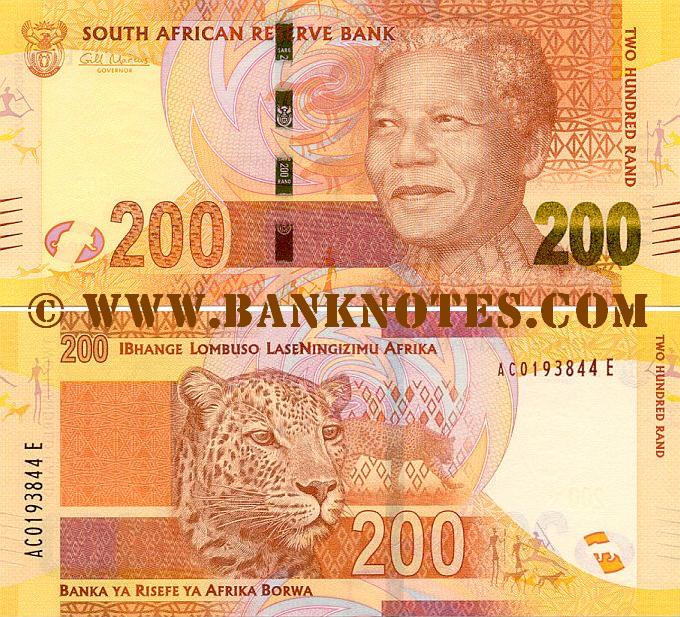 SOUTH AFRICAN RESERVE BANK
Gill Marcus
GOVERNOR
TWO HUNDRED RAND
200
RAND
200
200
© WWW.BANKNOTES.COM
200
IBHANGE LOMBUSO LASENINGIZIMU AFRIKA
AC0193844 E
TWO HUNDRED RAND
AC0193844 E
200
BANKA YA RISEFE YA AFRIKA BORWA